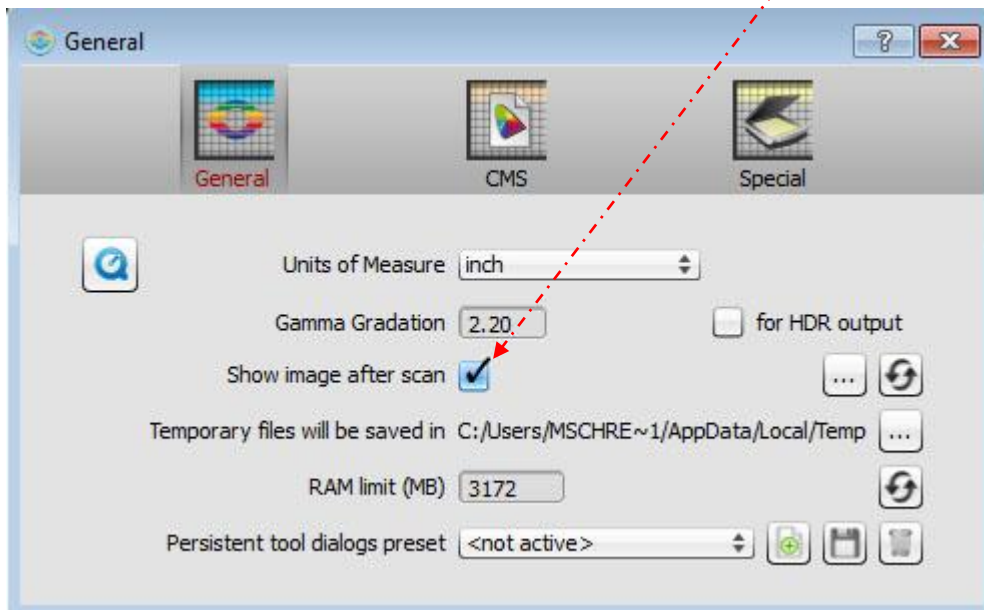 General
General CMS Special
Units of Measure inch
Gamma Gradation 2.20 for HDR output
Show image after scan ...
Temporary files will be saved in C:/Users/MSCHRE~1/AppData/Local/Temp ...
RAM limit (MB) 3172
Persistent tool dialogs preset <not active>